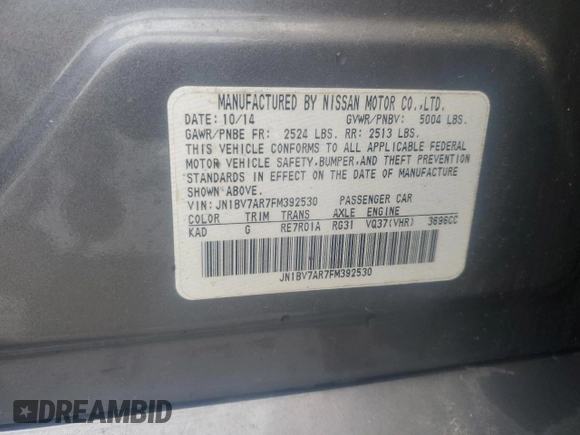 MANUFACTURED BY NISSAN MOTOR CO.,LTD.
DATE: 10/14 GVWR/PNBV: 5004 LBS.
GAWR/PNBE FR: 2524 LBS. RR: 2513 LBS.
THIS VEHICLE CONFORMS TO ALL APPLICABLE FEDERAL
MOTOR VEHICLE SAFETY,BUMPER,AND THEFT PREVENTION
STANDARDS IN EFFECT ON THE DATE OF MANUFACTURE
SHOWN ABOVE.
VIN: JN1BV7AR7FM392530 PASSENGER CAR
COLOR TRIM TRANS AXLE ENGINE
KAD G RE7R01A RG31 VQ37(VHR) 3696CC
JN1BV7AR7FM392530
DREAMBID